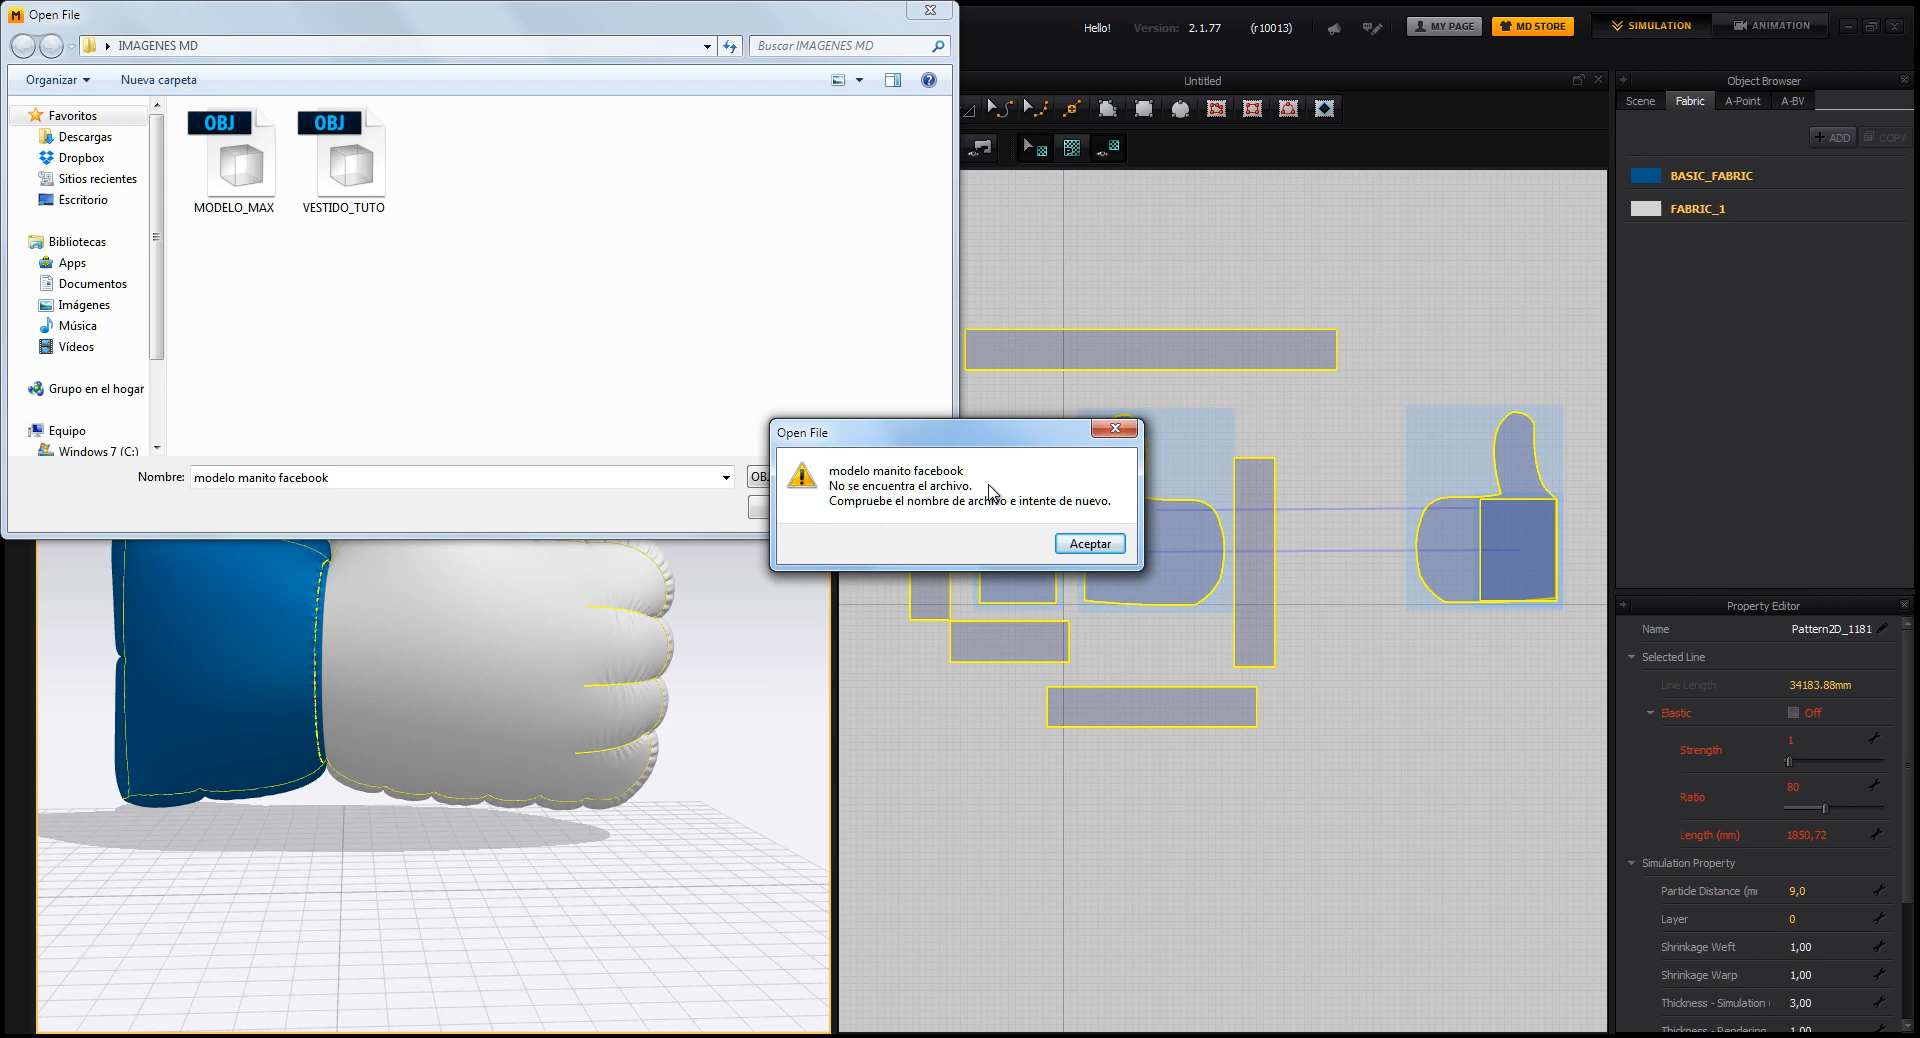 Open File
IMAGENES MD
Buscar IMAGENES MD
Organizar
Nueva carpeta
Favoritos
Descargas
Dropbox
Sitios recientes
Escritorio
Bibliotecas
Apps
Documentos
Imágenes
Música
Vídeos
Grupo en el hogar
Equipo
Windows 7 (C:)
OBJ
MODELO_MAX
OBJ
VESTIDO_TUTO
Nombre:
modelo manito facebook
Open File
modelo manito facebook
No se encuentra el archivo.
Compruebe el nombre de archivo e intente de nuevo.
Aceptar
Hello!
Version: 2.1.77
(r10013)
MY PAGE
MD STORE
SIMULATION
ANIMATION
Untitled
Object Browser
Scene
Fabric
A-Point
A-BV
+ ADD
COPY
BASIC_FABRIC
FABRIC_1
Property Editor
Name Pattern2D_1181
Selected Line
Line Length 34183.88mm
Elastic Off
Strength 1
Ratio 80
Length (mm) 1850,72
Simulation Property
Particle Distance (m 9,0
Layer 0
Shrinkage Weft 1,00
Shrinkage Warp 1,00
Thickness - Simulation 3,00
Thickness - Rendering 1,00